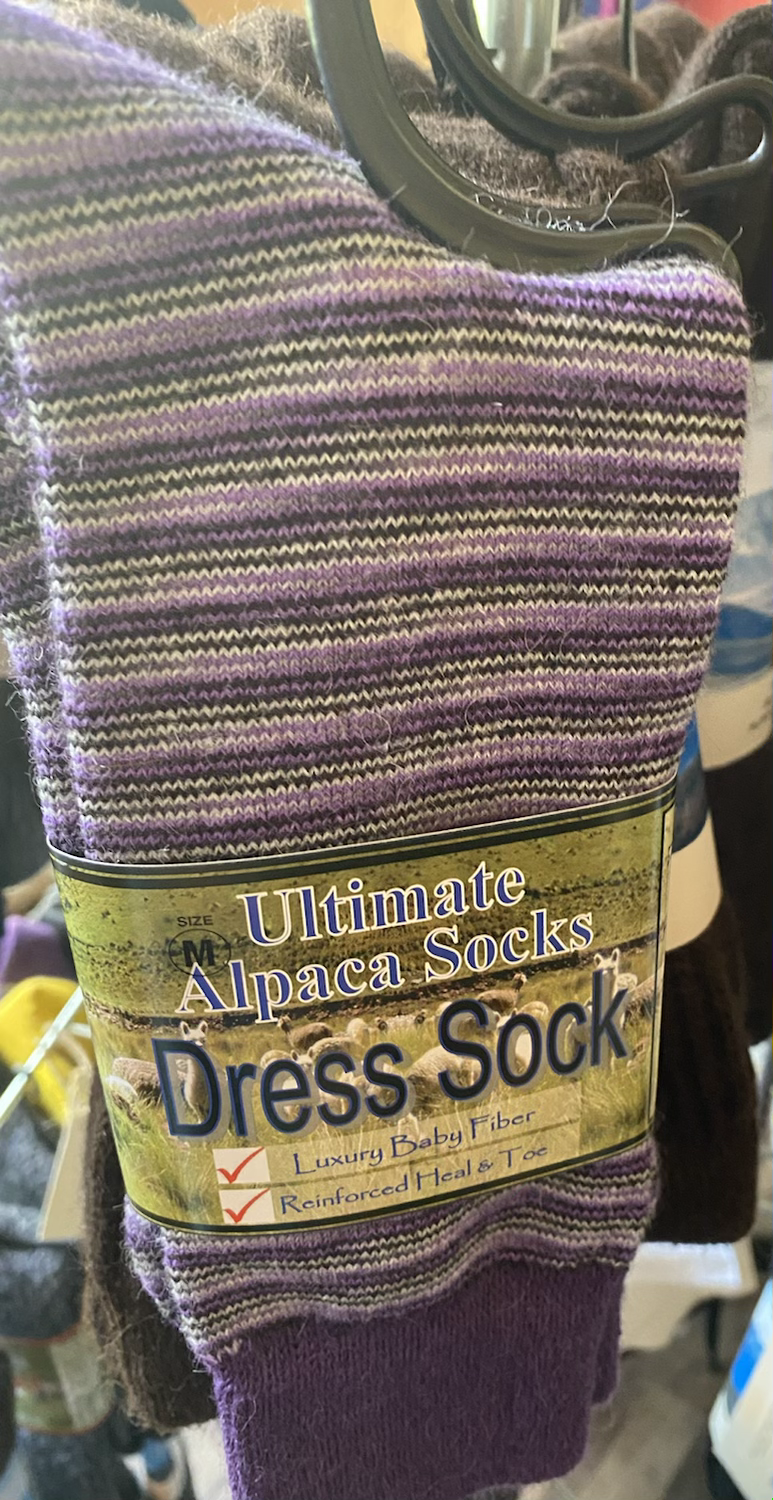 SIZE
M
Ultimate
Alpaca Socks
Dress Sock
Luxury Baby Fiber
Reinforced Heal & Toe